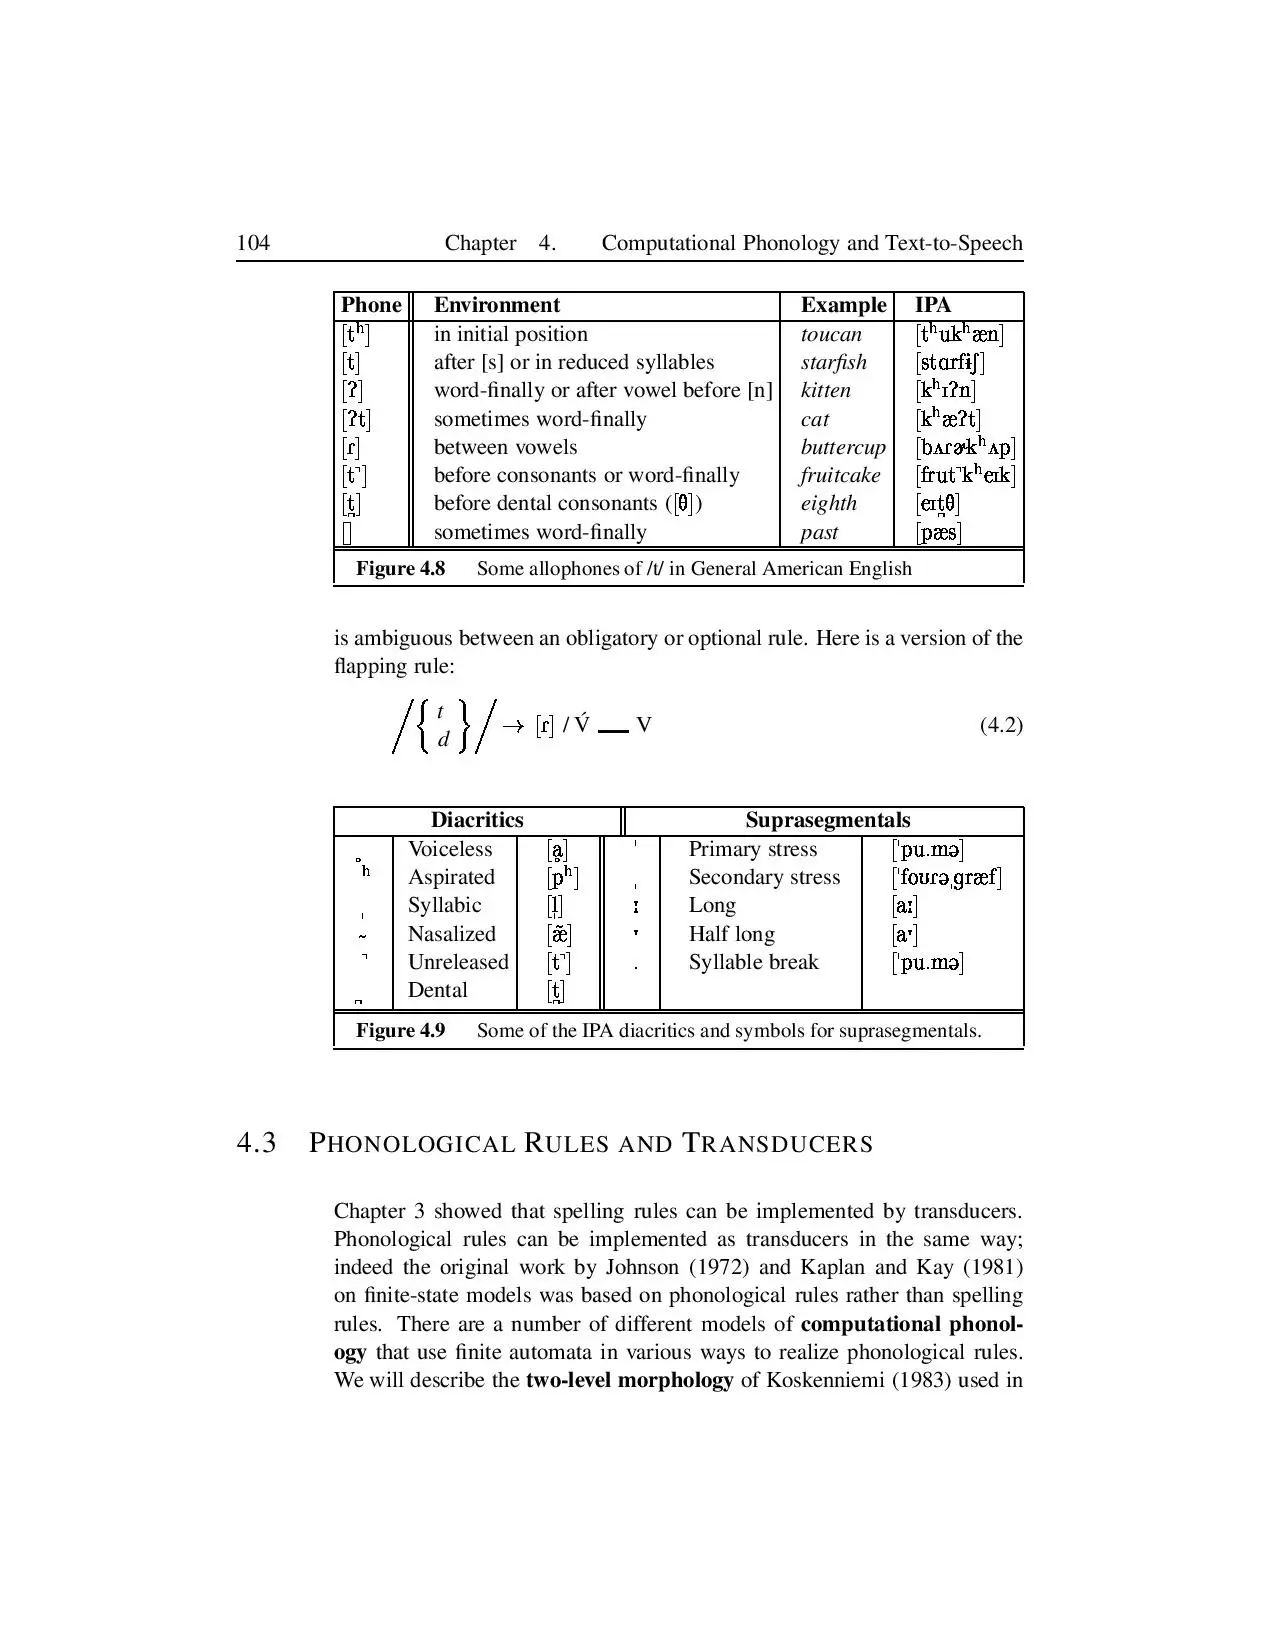 104 Chapter 4. Computational Phonology and Text-to-Speech
Phone Environment Example IPA
[tʰ] in initial position toucan [tʰukʰæn]
[t] after [s] or in reduced syllables starfish [stɑrfɨʃ]
[ʔ] word-finally or after vowel before [n] kitten [kʰɪʔn]
[ʔt] sometimes word-finally cat [kʰæʔt]
[ɾ] between vowels buttercup [bʌɾɚkʰʌp]
[t̚] before consonants or word-finally fruitcake [frut̚kʰeɪk]
[t̪] before dental consonants ([θ]) eighth [eɪt̪θ]
[] sometimes word-finally past [pæs]
Figure 4.8 Some allophones of /t/ in General American English
is ambiguous between an obligatory or optional rule. Here is a version of the
flapping rule:
/ { t d } / → [ɾ] / V́ __ V (4.2)
Diacritics Suprasegmentals
̥ Voiceless [ḁ] ˈ Primary stress [ˈpu.mə]
ʰ Aspirated [pʰ] ˌ Secondary stress [ˈfoʊrəˌgræf]
̩ Syllabic [l̩] ː Long [aː]
̃ Nasalized [æ̃] ˑ Half long [aˑ]
̚ Unreleased [t̚] . Syllable break [ˈpu.mə]
̪ Dental [t̪]
Figure 4.9 Some of the IPA diacritics and symbols for suprasegmentals.
4.3 PHONOLOGICAL RULES AND TRANSDUCERS
Chapter 3 showed that spelling rules can be implemented by transducers.
Phonological rules can be implemented as transducers in the same way;
indeed the original work by Johnson (1972) and Kaplan and Kay (1981)
on finite-state models was based on phonological rules rather than spelling
rules. There are a number of different models of computational phonol-
ogy that use finite automata in various ways to realize phonological rules.
We will describe the two-level morphology of Koskenniemi (1983) used in